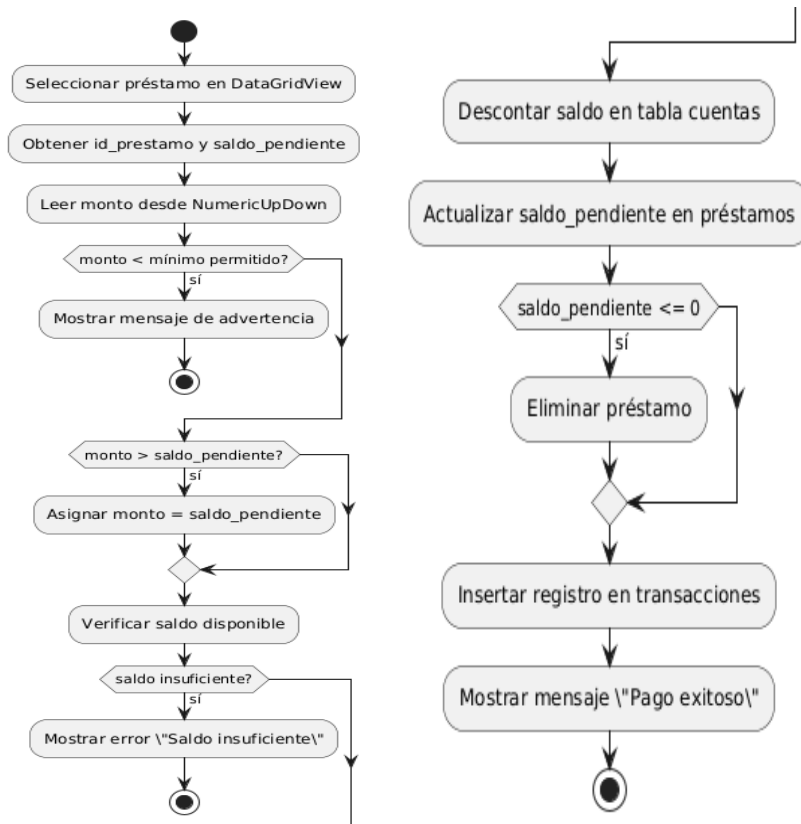 Seleccionar préstamo en DataGridView
Obtener id_prestamo y saldo_pendiente
Leer monto desde NumericUpDown
monto < mínimo permitido?
sí
Mostrar mensaje de advertencia
monto > saldo_pendiente?
sí
Asignar monto = saldo_pendiente
Verificar saldo disponible
saldo insuficiente?
sí
Mostrar error \"Saldo insuficiente\"
Descontar saldo en tabla cuentas
Actualizar saldo_pendiente en préstamos
saldo_pendiente <= 0
sí
Eliminar préstamo
Insertar registro en transacciones
Mostrar mensaje \"Pago exitoso\"